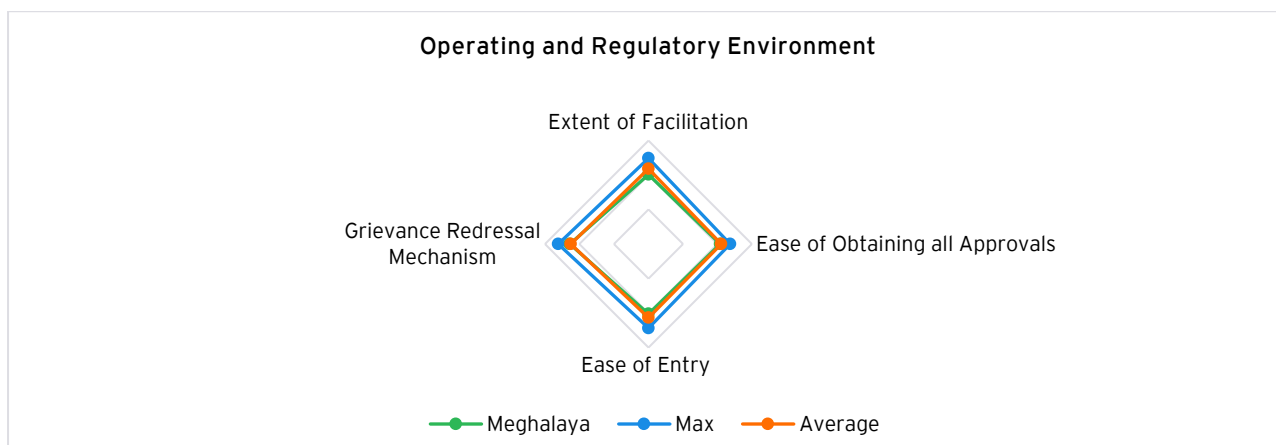 Operating and Regulatory Environment
Extent of Facilitation
Grievance Redressal
Mechanism
Ease of Obtaining all Approvals
Ease of Entry
Meghalaya
Max
Average